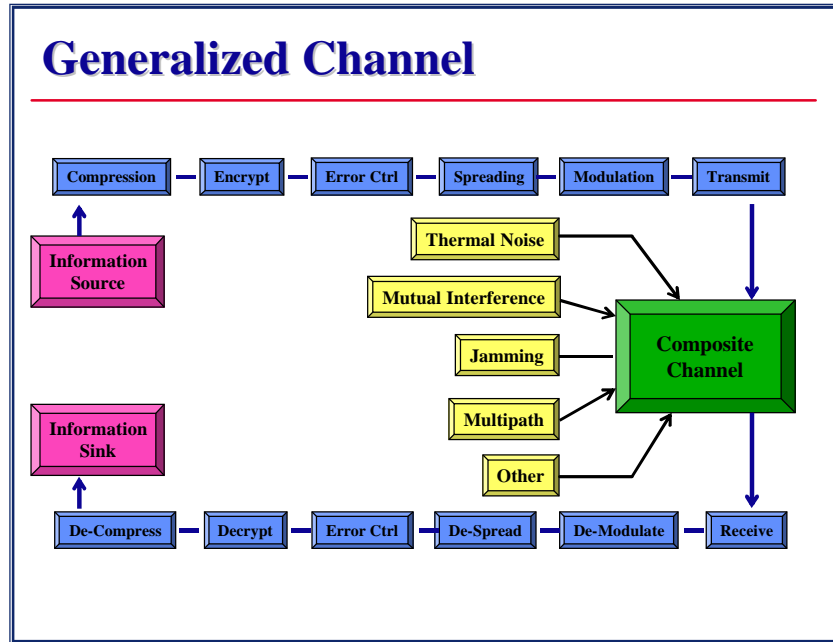 Generalized Channel
Compression
Encrypt
Error Ctrl
Spreading
Modulation
Transmit
Information
Source
Thermal Noise
Mutual Interference
Jamming
Multipath
Other
Composite
Channel
Information
Sink
De-Compress
Decrypt
Error Ctrl
De-Spread
De-Modulate
Receive